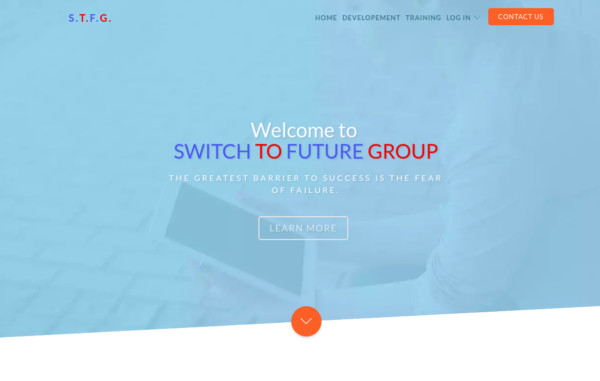 S.T.F.G.
HOME DEVELOPEMENT TRAINING LOG IN CONTACT US
Welcome to
SWITCH TO FUTURE GROUP
THE GREATEST BARRIER TO SUCCESS IS THE FEAR
OF FAILURE.
LEARN MORE